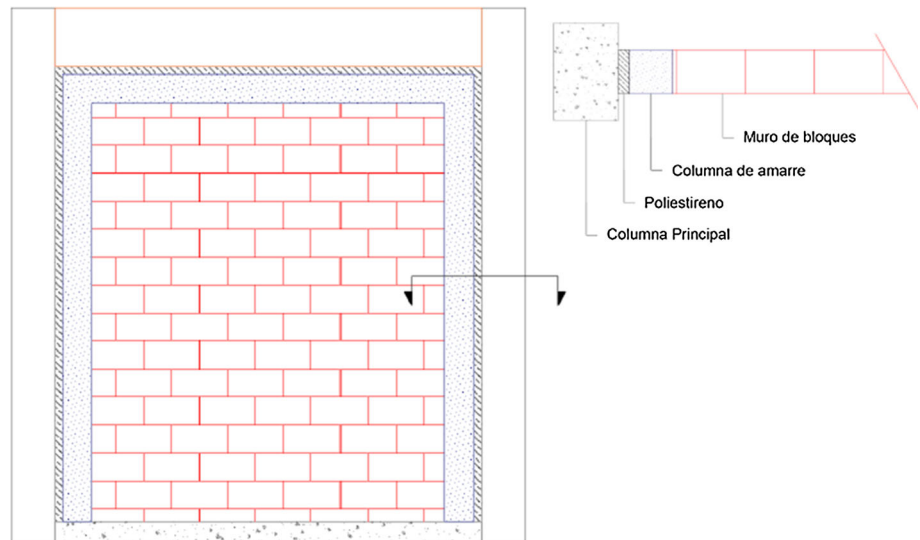 Muro de bloques
Columna de amarre
Poliestireno
Columna Principal